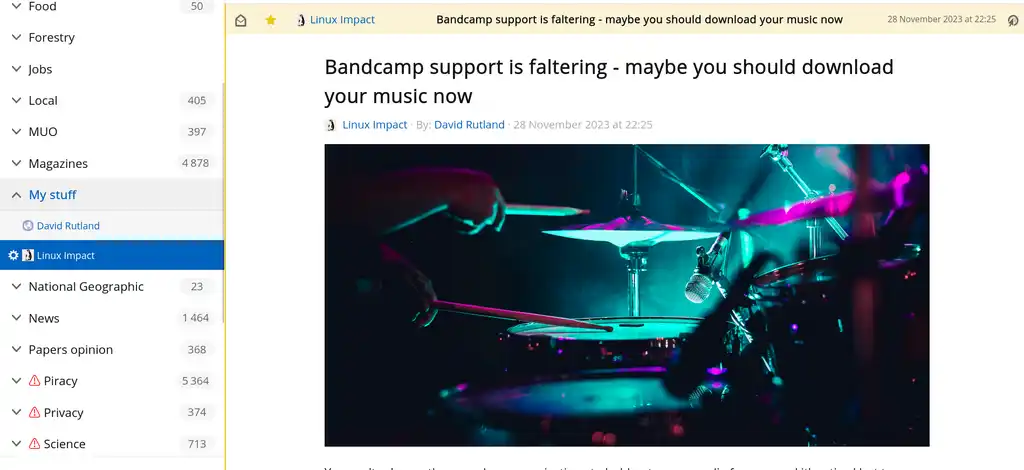 Food 50
Forestry
Jobs
Local 405
MUO 397
Magazines 4 878
My stuff
David Rutland
Linux Impact
National Geographic 23
News 1 464
Papers opinion 368
Piracy 5 364
Privacy 374
Science 713
Linux Impact Bandcamp support is faltering - maybe you should download your music now 28 November 2023 at 22:25
Bandcamp support is faltering - maybe you should download
your music now
Linux Impact · By: David Rutland · 28 November 2023 at 22:25